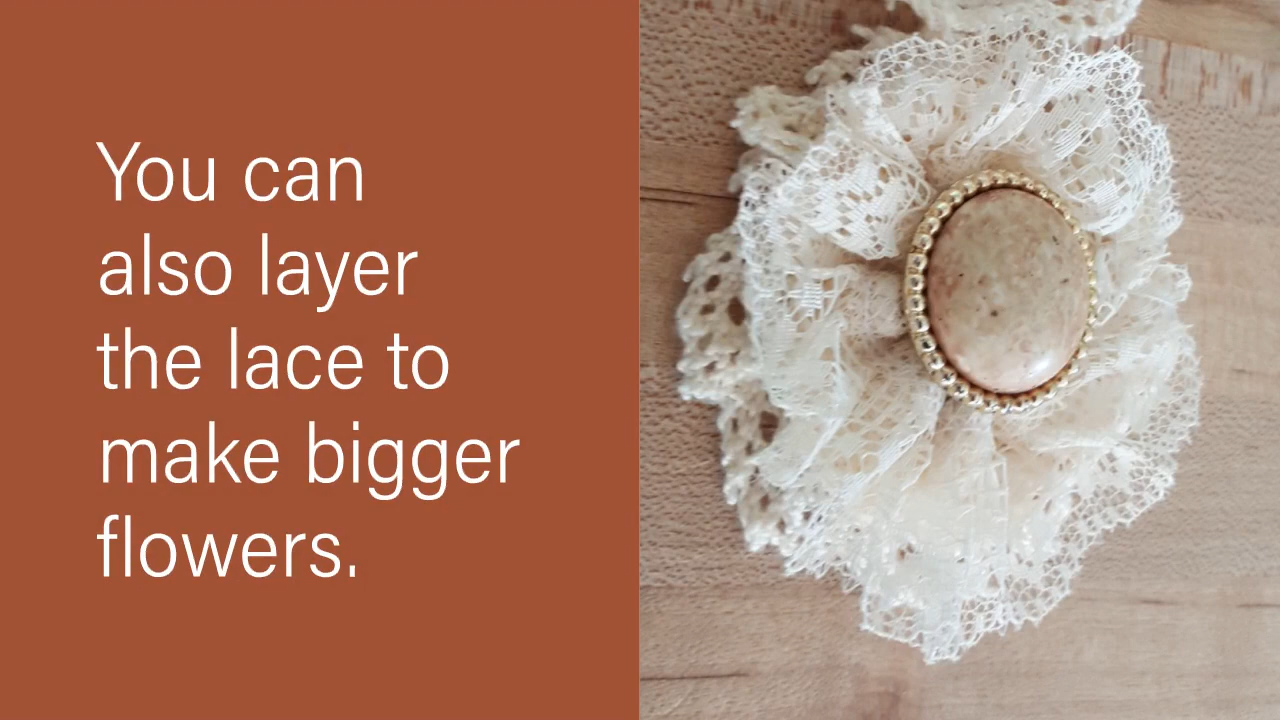 You can
also layer
the lace to
make bigger
flowers.